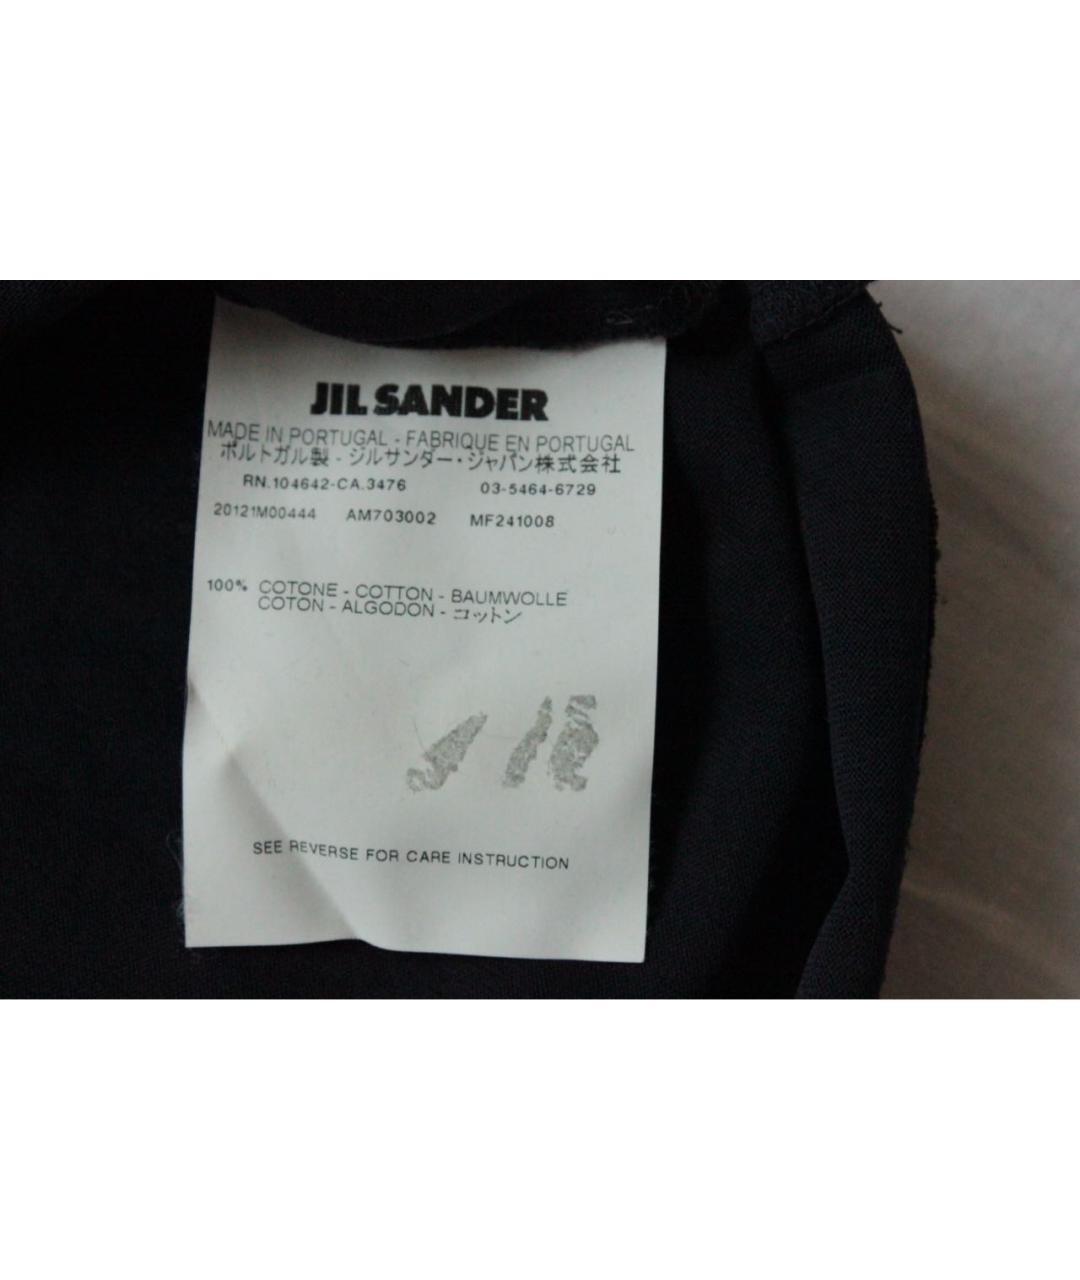 JIL SANDER
MADE IN PORTUGAL - FABRIQUE EN PORTUGAL
ポルトガル製 - ジルサンダー・ジャパン株式会社
RN.104642-CA.3476 03-5464-6729
20121M00444 AM703002 MF241008
100% COTONE - COTTON - BAUMWOLLE
COTON - ALGODON - コットン
SEE REVERSE FOR CARE INSTRUCTION